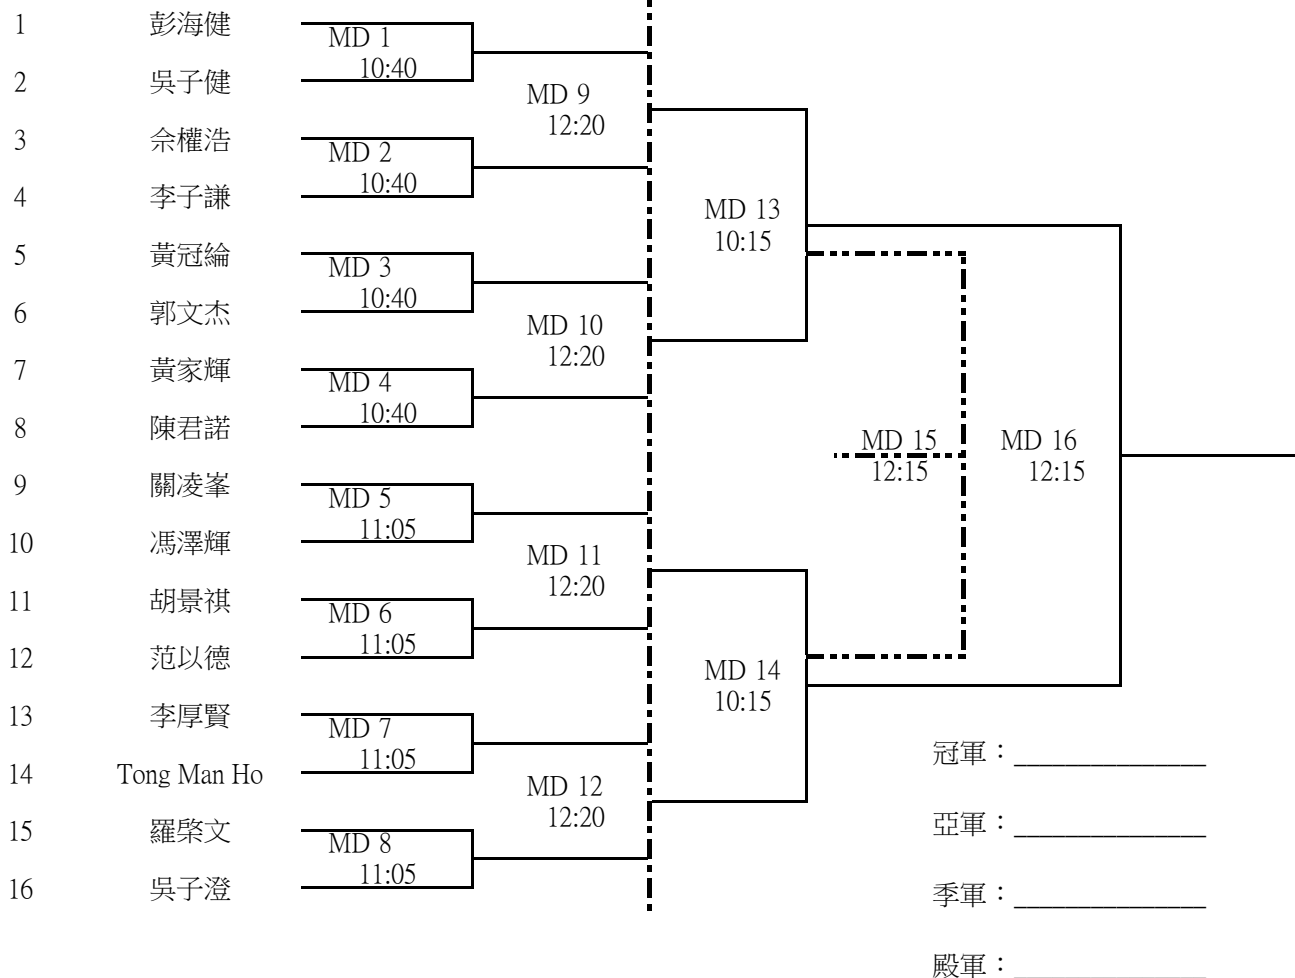 1 彭海健
MD 1
10:40
2 吳子健
MD 9
12:20
3 佘權浩
MD 2
10:40
4 李子謙
MD 13
10:15
5 黃冠綸
MD 3
10:40
6 郭文杰
MD 10
12:20
7 黃家輝
MD 4
10:40
8 陳君諾
MD 15
12:15
MD 16
12:15
9 關凌峯
MD 5
11:05
10 馮澤輝
MD 11
12:20
11 胡景祺
MD 6
11:05
12 范以德
MD 14
10:15
13 李厚賢
MD 7
11:05
14 Tong Man Ho
MD 12
12:20
15 羅棨文
MD 8
11:05
16 吳子澄
冠軍：_______________
亞軍：_______________
季軍：_______________
殿軍：_______________